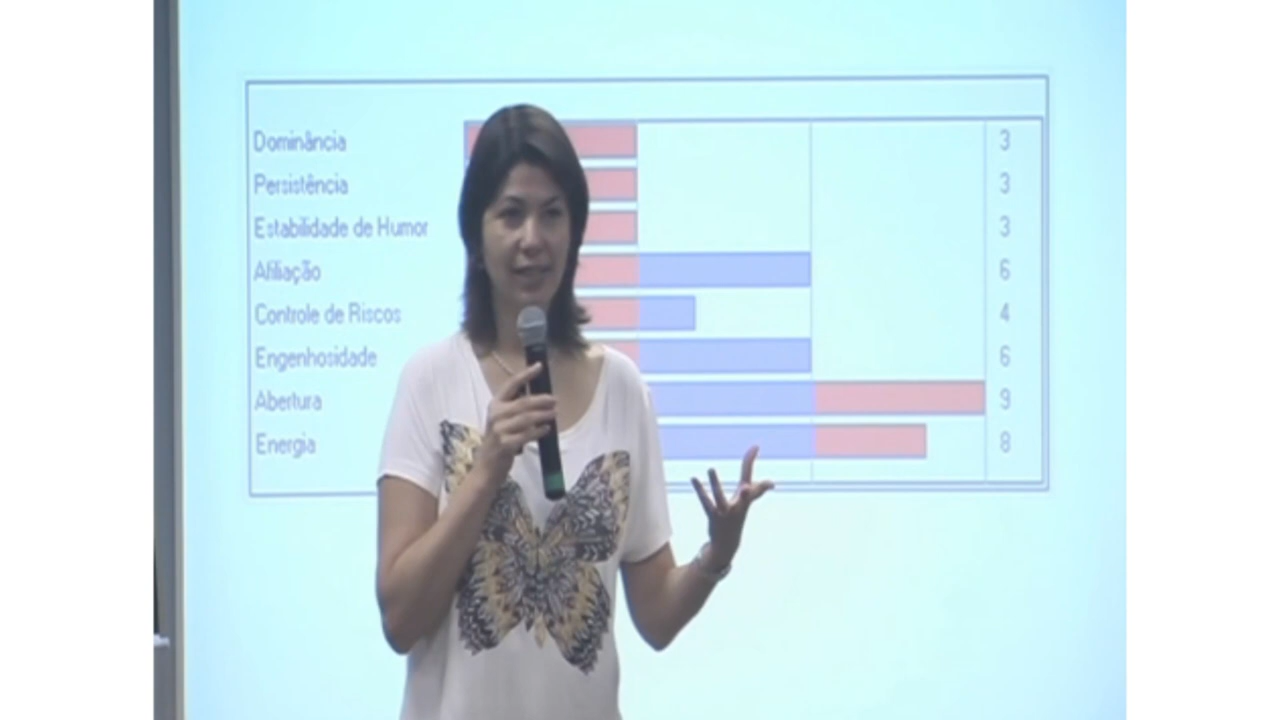 Dominância 3
Persistência 3
Estabilidade de Humor 3
Afiliação 6
Controle de Riscos 4
Engenhosidade 6
Abertura 9
Energia 8